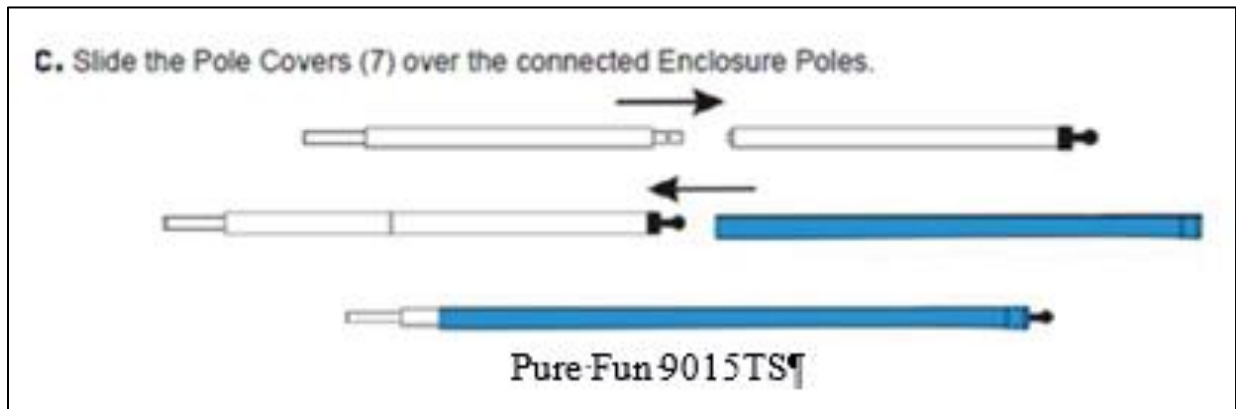 C. Slide the Pole Covers (7) over the connected Enclosure Poles.
Pure·Fun·9015TS¶